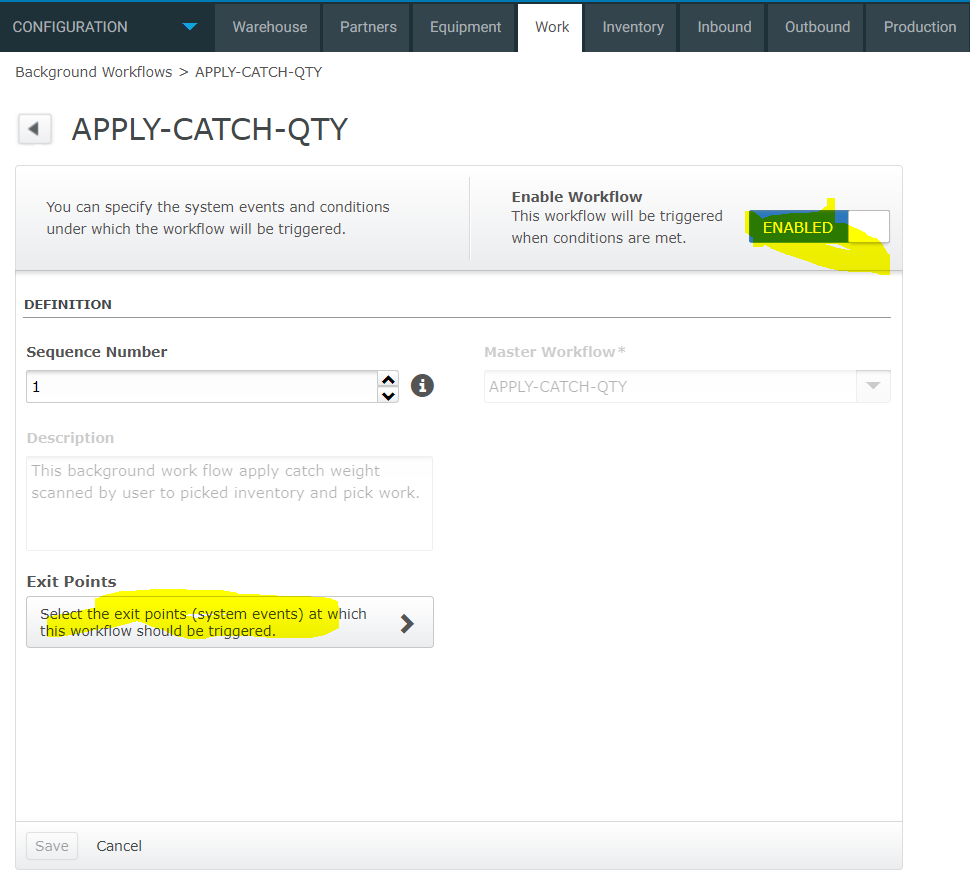 CONFIGURATION Warehouse Partners Equipment Work Inventory Inbound Outbound Production
Background Workflows > APPLY-CATCH-QTY
APPLY-CATCH-QTY
You can specify the system events and conditions
under which the workflow will be triggered.
Enable Workflow
This workflow will be triggered
when conditions are met.
ENABLED
DEFINITION
Sequence Number
1
Master Workflow*
APPLY-CATCH-QTY
Description
This background work flow apply catch weight
scanned by user to picked inventory and pick work.
Exit Points
Select the exit points (system events) at which
this workflow should be triggered.
Save Cancel